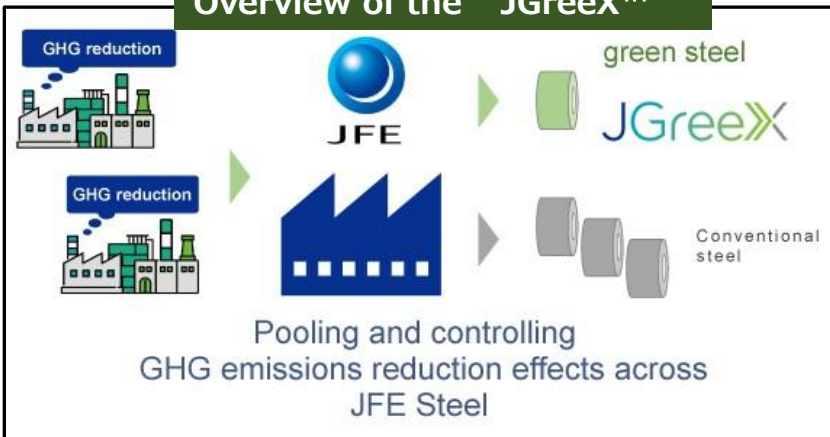 Overview of the "JGreeX™"
GHG reduction
GHG reduction
JFE
green steel
JGreeX
Conventional
steel
Pooling and controlling
GHG emissions reduction effects across
JFE Steel